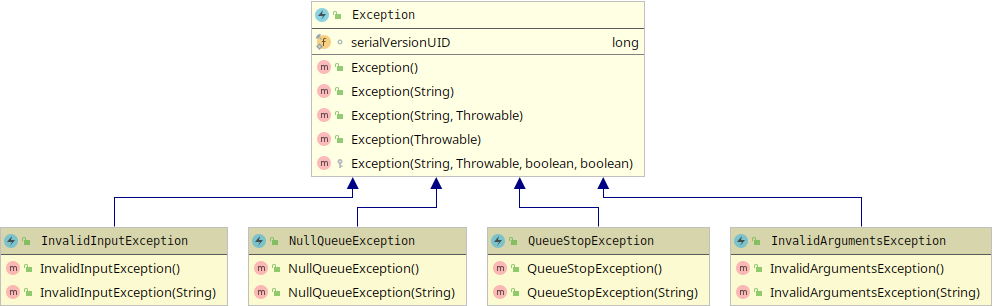 Exception
serialVersionUID long
Exception()
Exception(String)
Exception(String, Throwable)
Exception(Throwable)
Exception(String, Throwable, boolean, boolean)
InvalidInputException
InvalidInputException()
InvalidInputException(String)
NullQueueException
NullQueueException()
NullQueueException(String)
QueueStopException
QueueStopException()
QueueStopException(String)
InvalidArgumentsException
InvalidArgumentsException()
InvalidArgumentsException(String)